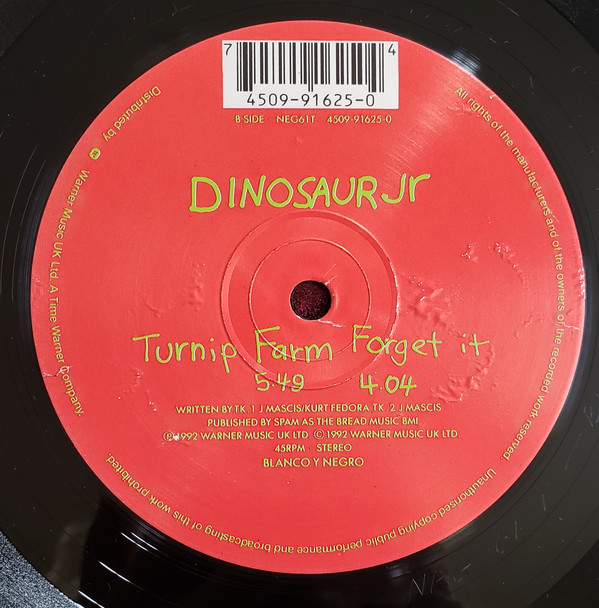 7 4
4509-91625-0
B SIDE NEG61T 4509-91625-0
DINOSAUR Jr
Turnip Farm Forget it
5.49 4.04
WRITTEN BY TK. 1 J MASCIS/KURT FEDORA TK. 2 J MASCIS
PUBLISHED BY SPAM AS THE BREAD MUSIC BMI
℗1992 WARNER MUSIC UK LTD ©1992 WARNER MUSIC UK LTD.
45RPM STEREO
BLANCO Y NEGRO
All rights of the manufacturers and of the owners of the recorded work reserved.
Unauthorised copying public performance and broadcasting of this work prohibited.
Distributed by Warner Music UK Ltd. A Time Warner Company.